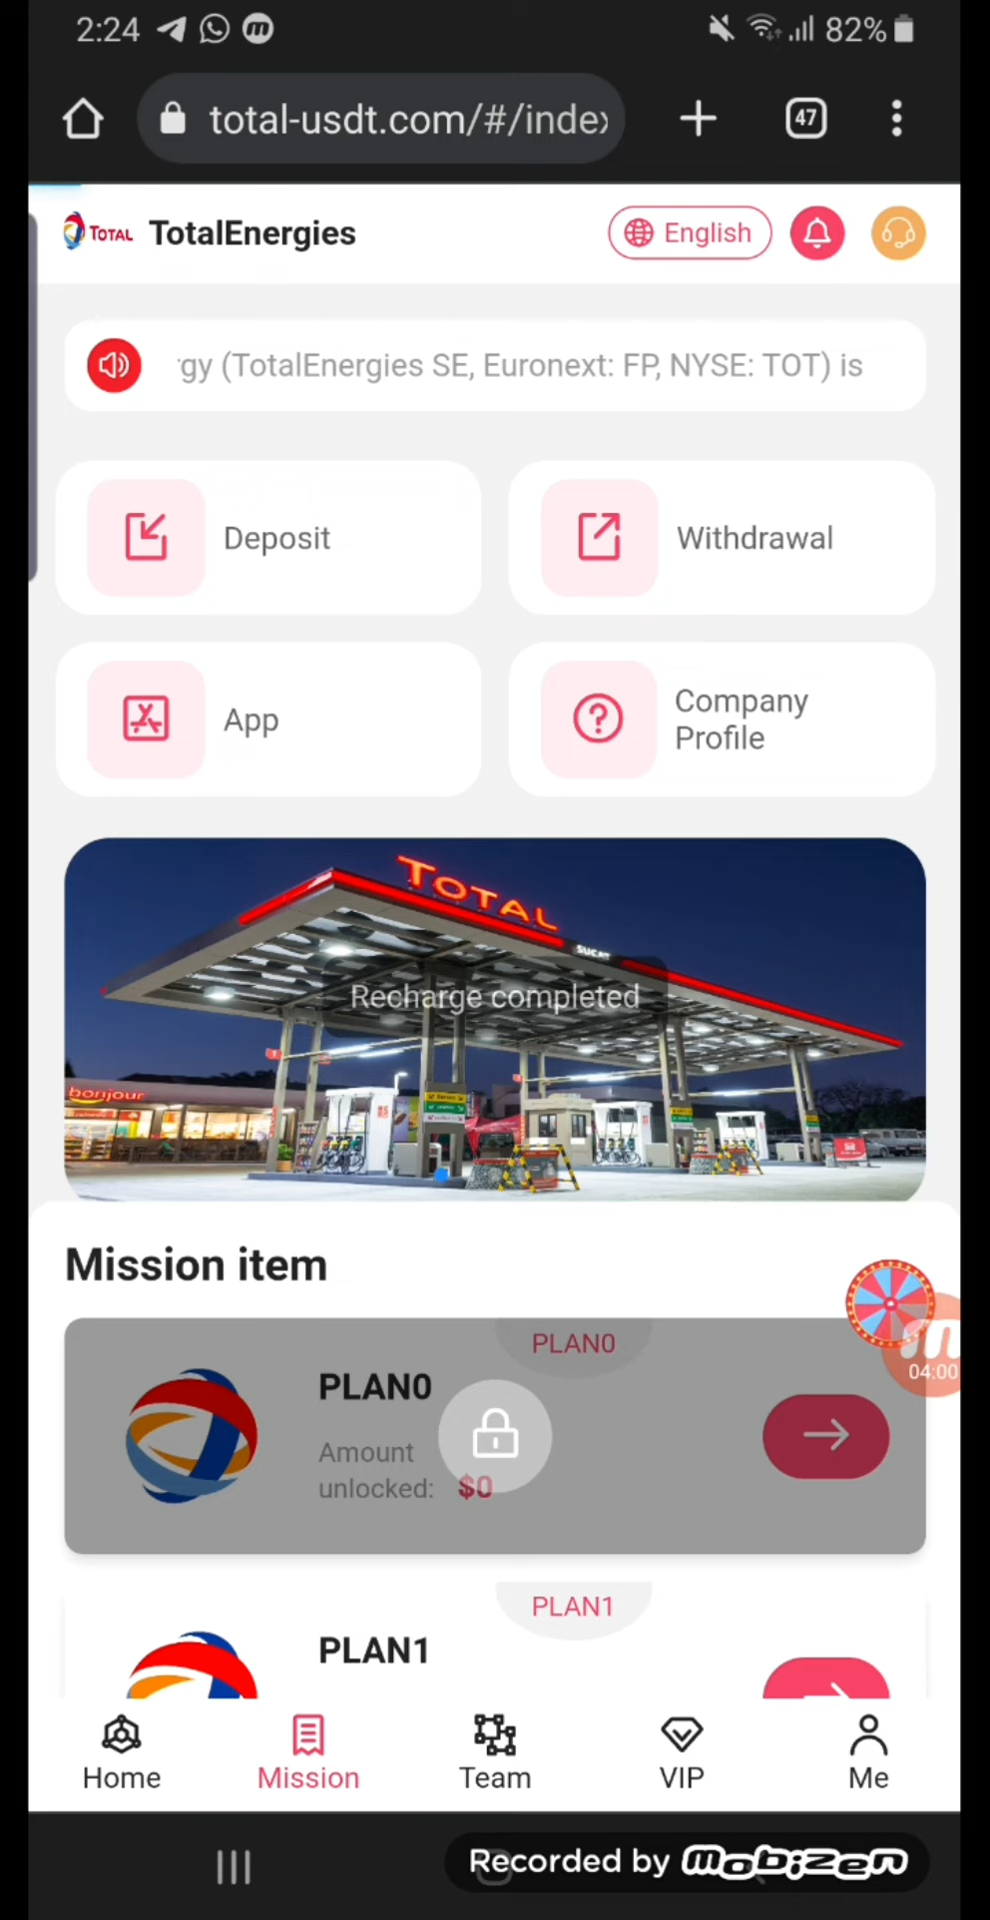 2:24
82%
total-usdt.com/#/index
47
TOTAL
TotalEnergies
English
rgy (TotalEnergies SE, Euronext: FP, NYSE: TOT) is
Deposit
Withdrawal
App
Company
Profile
TOTAL
SUCAT
Recharge completed
bonjour
Mission item
PLAN0
PLAN0
Amount
unlocked: $0
04:00
PLAN1
PLAN1
Home
Mission
Team
VIP
Me
Recorded by Mobizen